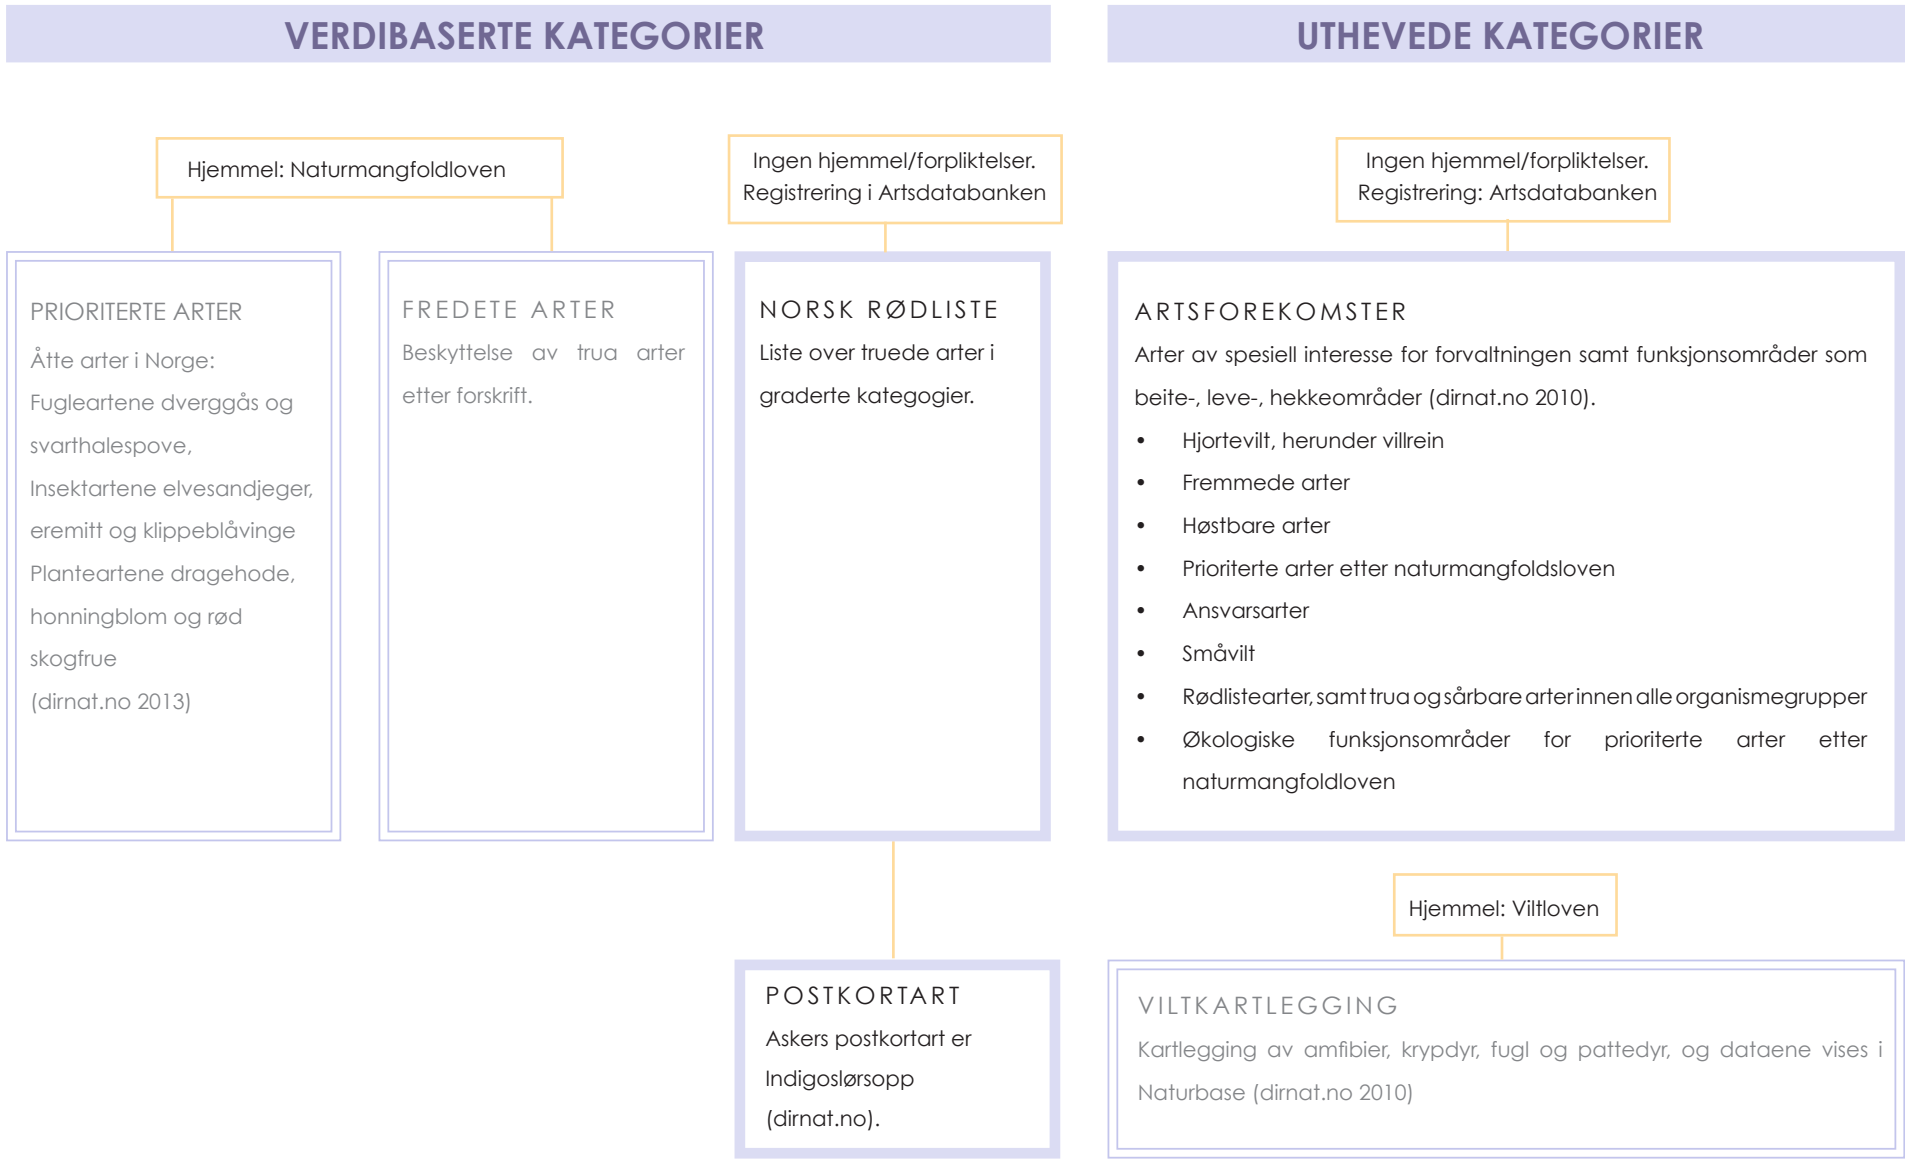 VERDIBASERTE KATEGORIER
Hjemmel: Naturmangfoldloven
PRIORITERTE ARTER
Åtte arter i Norge:
Fugleartene dverggås og
svarthalespove,
Insektartene elvesandjeger,
eremitt og klippeblåvinge
Planteartene dragehode,
honningblom og rød
skogfrue
(dirnat.no 2013)
FREDETE ARTER
Beskyttelse av trua arter
etter forskrift.
Ingen hjemmel/forpliktelser.
Registrering i Artsdatabanken
NORSK RØDLISTE
Liste over truede arter i
graderte kategogier.
POSTKORTART
Askers postkortart er
Indigoslørsopp
(dirnat.no).
UTHEVEDE KATEGORIER
Ingen hjemmel/forpliktelser.
Registrering: Artsdatabanken
ARTSFOREKOMSTER
Arter av spesiell interesse for forvaltningen samt funksjonsområder som
beite-, leve-, hekkeområder (dirnat.no 2010).
• Hjortevilt, herunder villrein
• Fremmede arter
• Høstbare arter
• Prioriterte arter etter naturmangfoldsloven
• Ansvarsarter
• Småvilt
• Rødlistearter, samt trua og sårbare arter innen alle organismegrupper
• Økologiske funksjonsområder for prioriterte arter etter
naturmangfoldloven
Hjemmel: Viltloven
VILTKARTLEGGING
Kartlegging av amfibier, krypdyr, fugl og pattedyr, og dataene vises i
Naturbase (dirnat.no 2010)